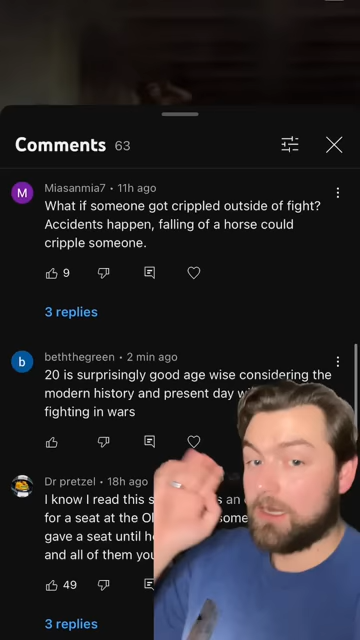 Comments 63
M Miasanmia7 • 11h ago
What if someone got crippled outside of fight?
Accidents happen, falling of a horse could
cripple someone.
9
3 replies
b beththegreen • 2 min ago
20 is surprisingly good age wise considering the
modern history and present day
fighting in wars
Dr pretzel • 18h ago
I know I read this
for a seat at the
gave a seat until
and all of them
49
3 replies